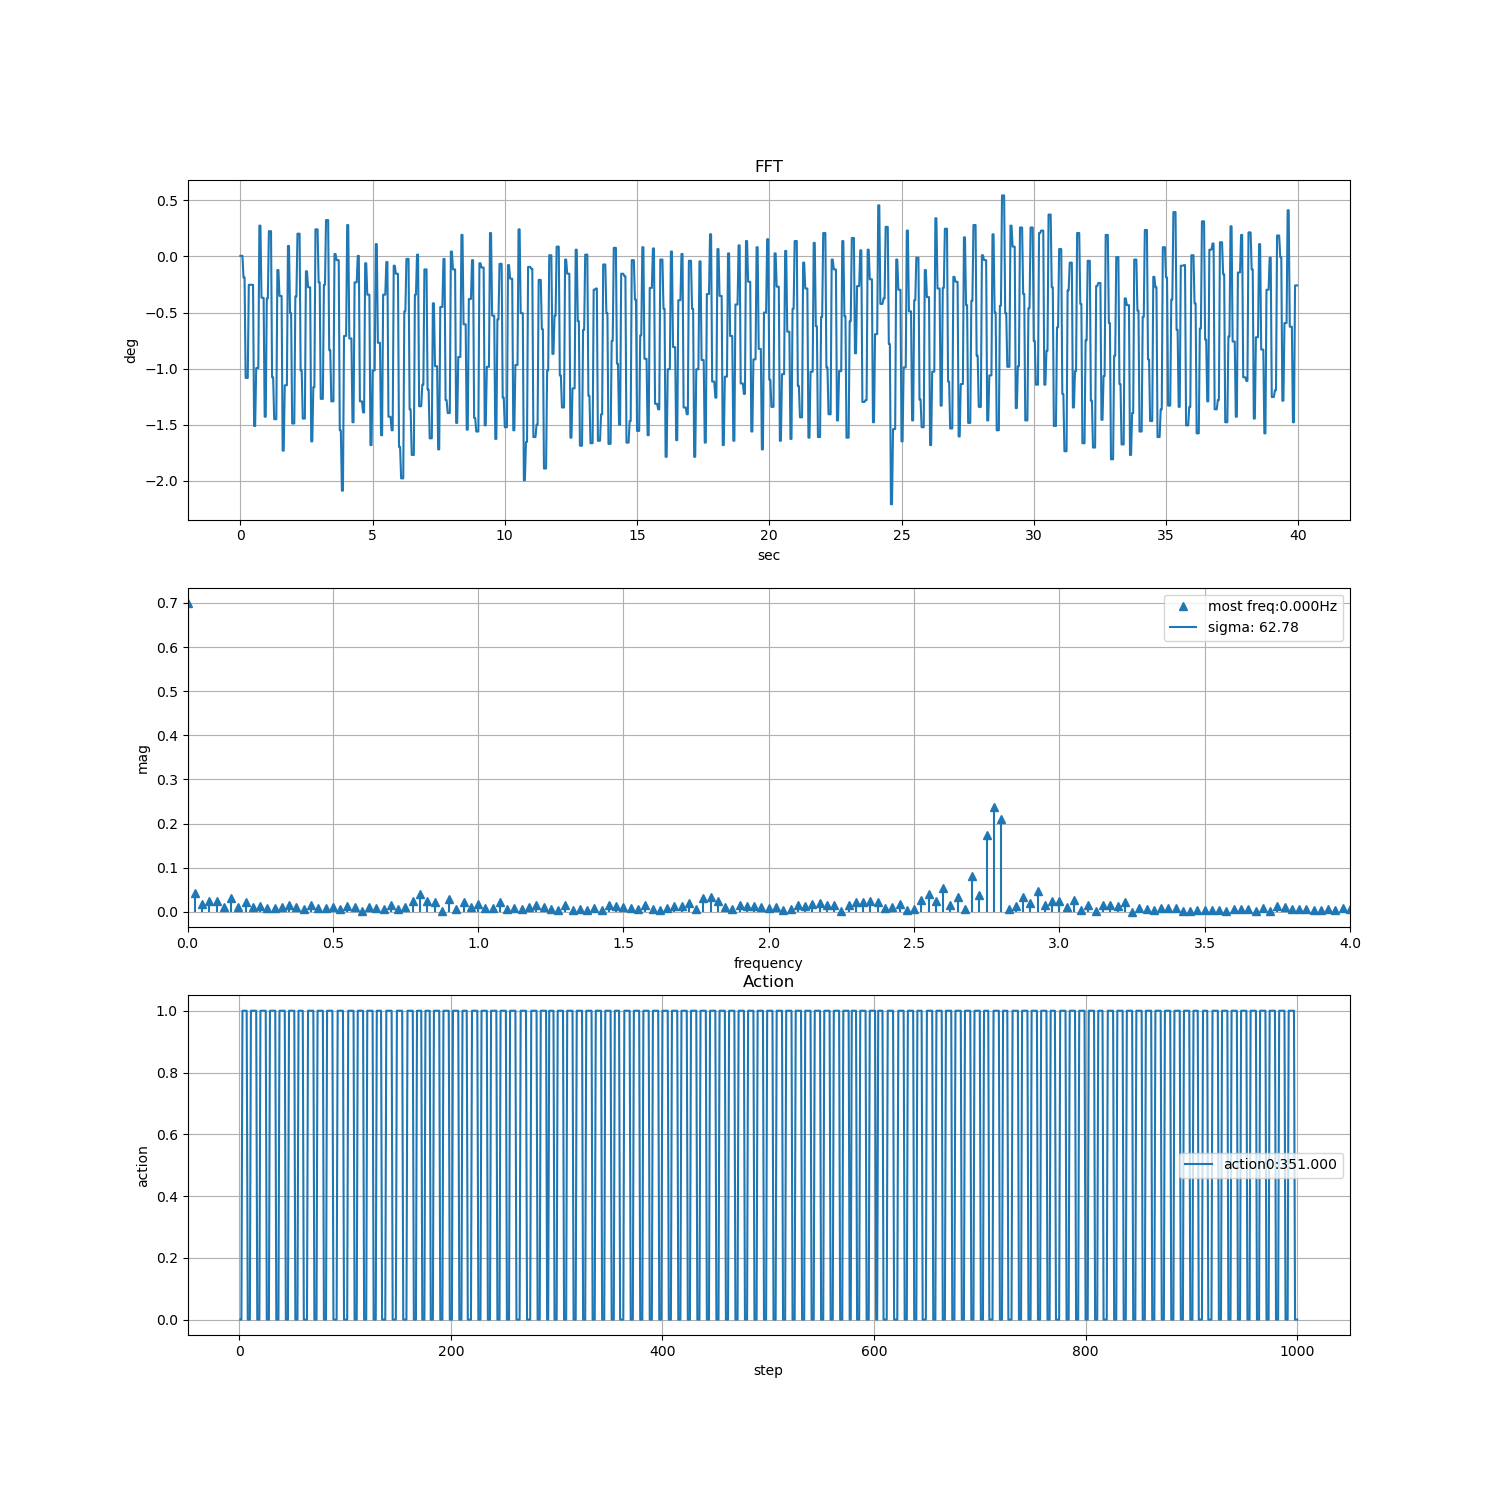 FFT
0.5
0.0
−0.5
−1.0
−1.5
−2.0
deg
0 5 10 15 20 25 30 35 40
sec
0.7
0.6
0.5
0.4
0.3
0.2
0.1
0.0
mag
most freq:0.000Hz
sigma: 62.78
0.0 0.5 1.0 1.5 2.0 2.5 3.0 3.5 4.0
frequency
Action
1.0
0.8
0.6
0.4
0.2
0.0
action
action0:351.000
0 200 400 600 800 1000
step